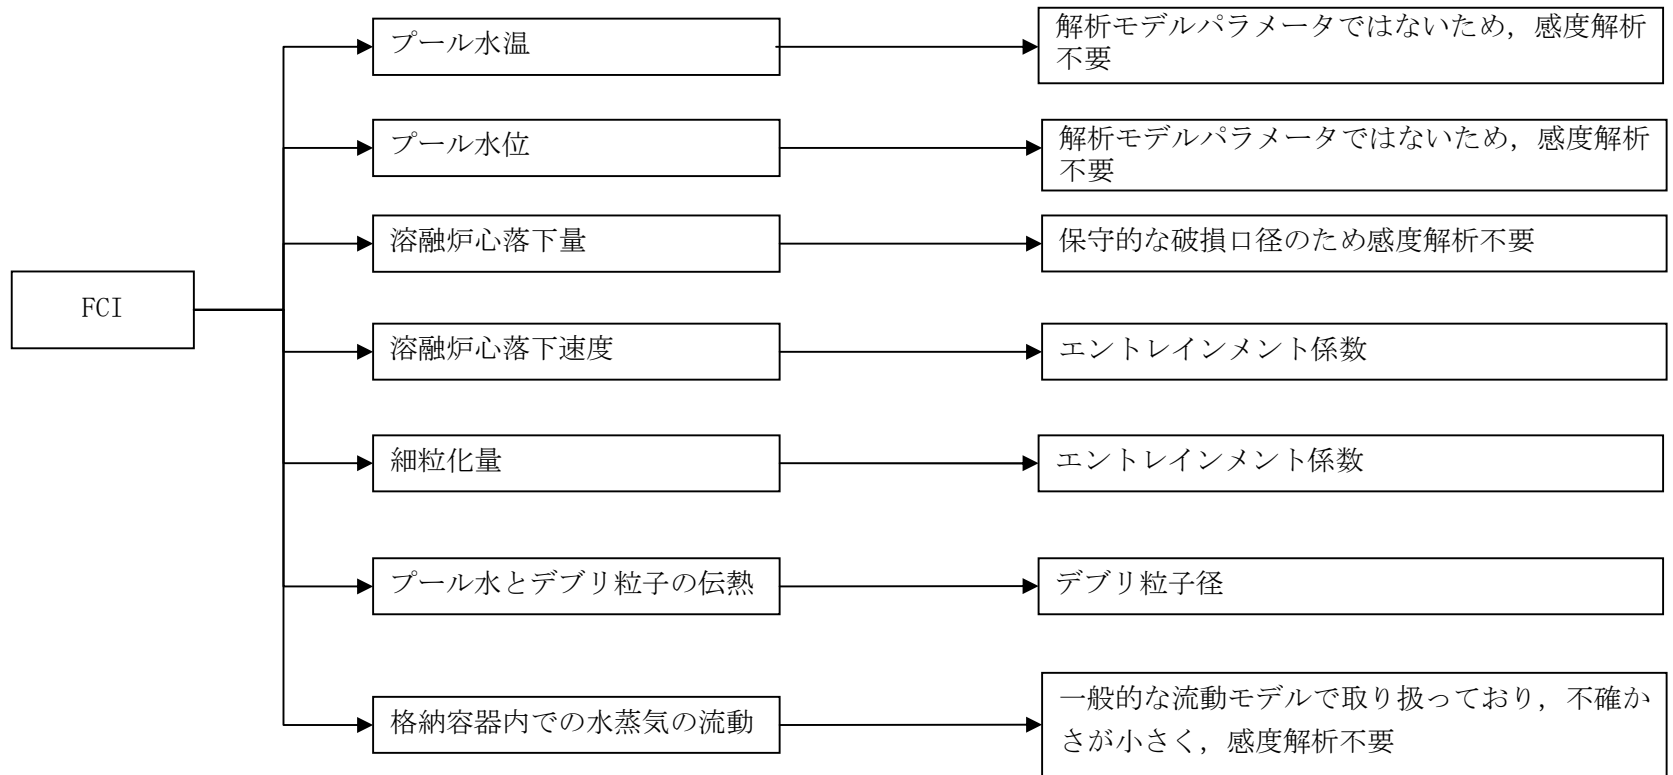 プール水温
解析モデルパラメータではないため，感度解析
不要
プール水位
解析モデルパラメータではないため，感度解析
不要
溶融炉心落下量
保守的な破損口径のため感度解析不要
FCI
溶融炉心落下速度
エントレインメント係数
細粒化量
エントレインメント係数
プール水とデブリ粒子の伝熱
デブリ粒子径
格納容器内での水蒸気の流動
一般的な流動モデルで取り扱っており，不確か
さが小さく，感度解析不要